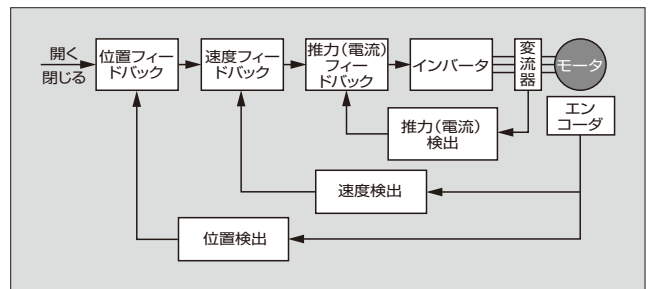 開く
閉じる
位置フィー
ドバック
速度フィー
ドバック
推力（電流）
フィー
ドバック
インバータ
変
流
器
モータ
エン
コーダ
推力（電流）
検出
速度検出
位置検出